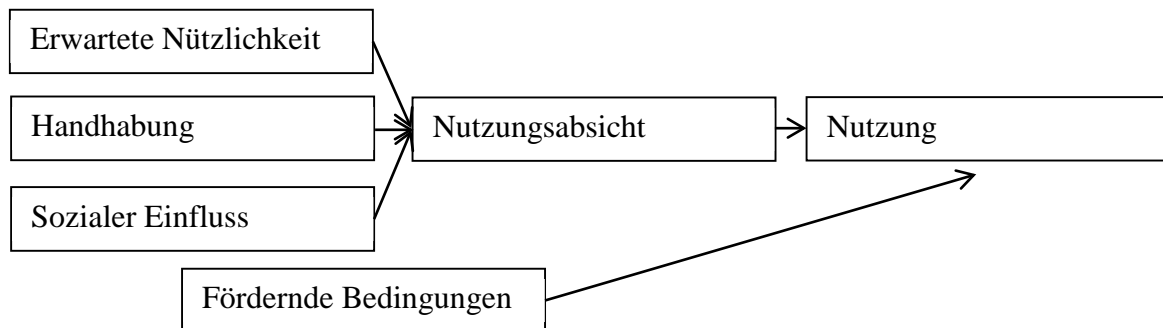 Erwartete Nützlichkeit
Handhabung
Nutzungsabsicht
Nutzung
Sozialer Einfluss
Fördernde Bedingungen